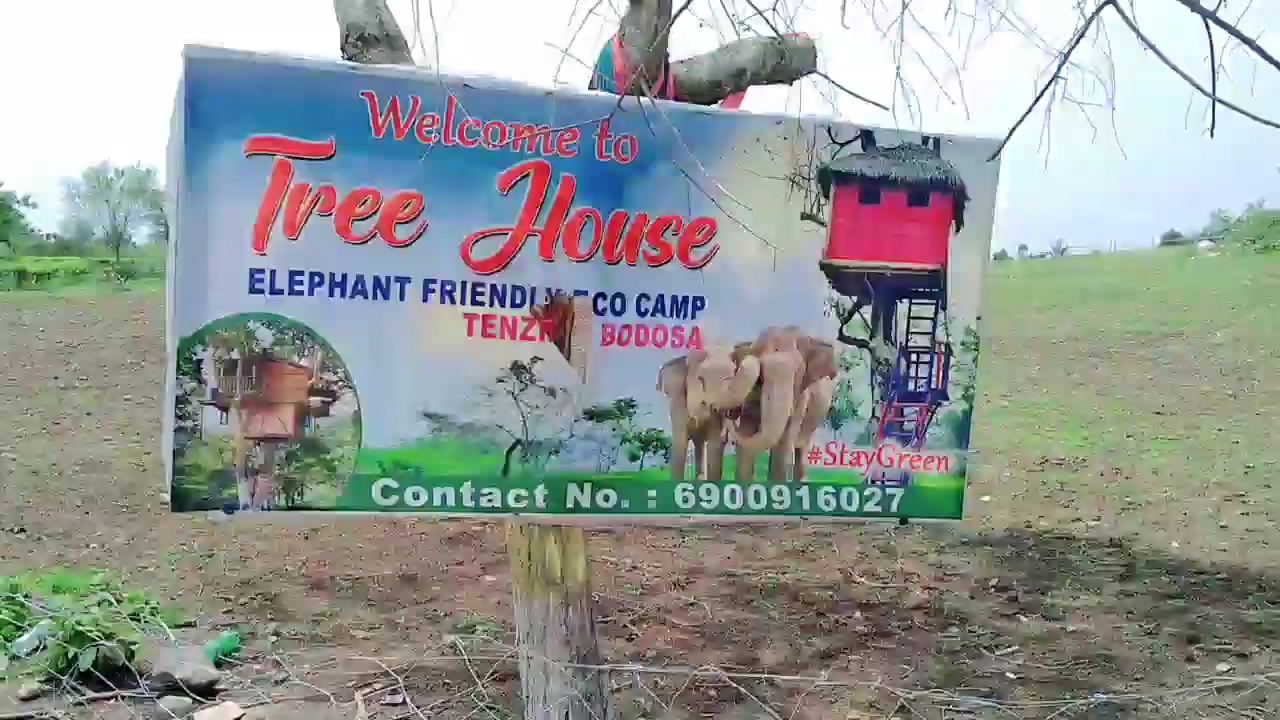 Welcome to
Tree House
ELEPHANT FRIENDLY ECO CAMP
BODOSA
#StayGreen
Contact No. : 6900916027